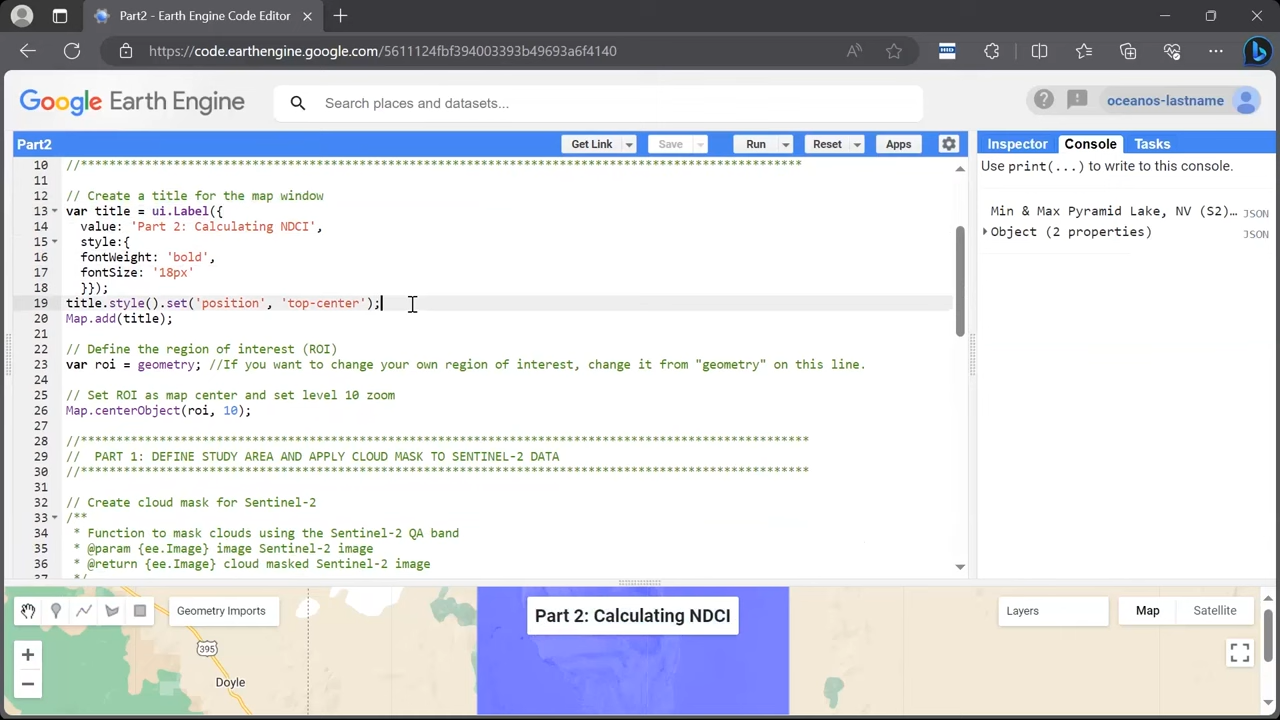 Part2 - Earth Engine Code Editor
https://code.earthengine.google.com/5611124fbf394003393b49693a6f4140
Google Earth Engine
Search places and datasets...
oceanos-lastname
Part2
Get Link
Save
Run
Reset
Apps
Inspector
Console
Tasks
10 //****************************************************************************************************
11
12 // Create a title for the map window
13 var title = ui.Label({
14 value: 'Part 2: Calculating NDCI',
15 style:{
16 fontWeight: 'bold',
17 fontSize: '18px'
18 }});
19 title.style().set('position', 'top-center');
20 Map.add(title);
21
22 // Define the region of interest (ROI)
23 var roi = geometry; //If you want to change your own region of interest, change it from "geometry" on this line.
24
25 // Set ROI as map center and set level 10 zoom
26 Map.centerObject(roi, 10);
27
28 //*****************************************************************************************************
29 // PART 1: DEFINE STUDY AREA AND APPLY CLOUD MASK TO SENTINEL-2 DATA
30 //*****************************************************************************************************
31
32 // Create cloud mask for Sentinel-2
33 /**
34 * Function to mask clouds using the Sentinel-2 QA band
35 * @param {ee.Image} image Sentinel-2 image
36 * @return {ee.Image} cloud masked Sentinel-2 image
Use print(...) to write to this console.
Min & Max Pyramid Lake, NV (S2)… JSON
Object (2 properties) JSON
Geometry Imports
Part 2: Calculating NDCI
Layers
Map
Satellite
395
Doyle
+
−